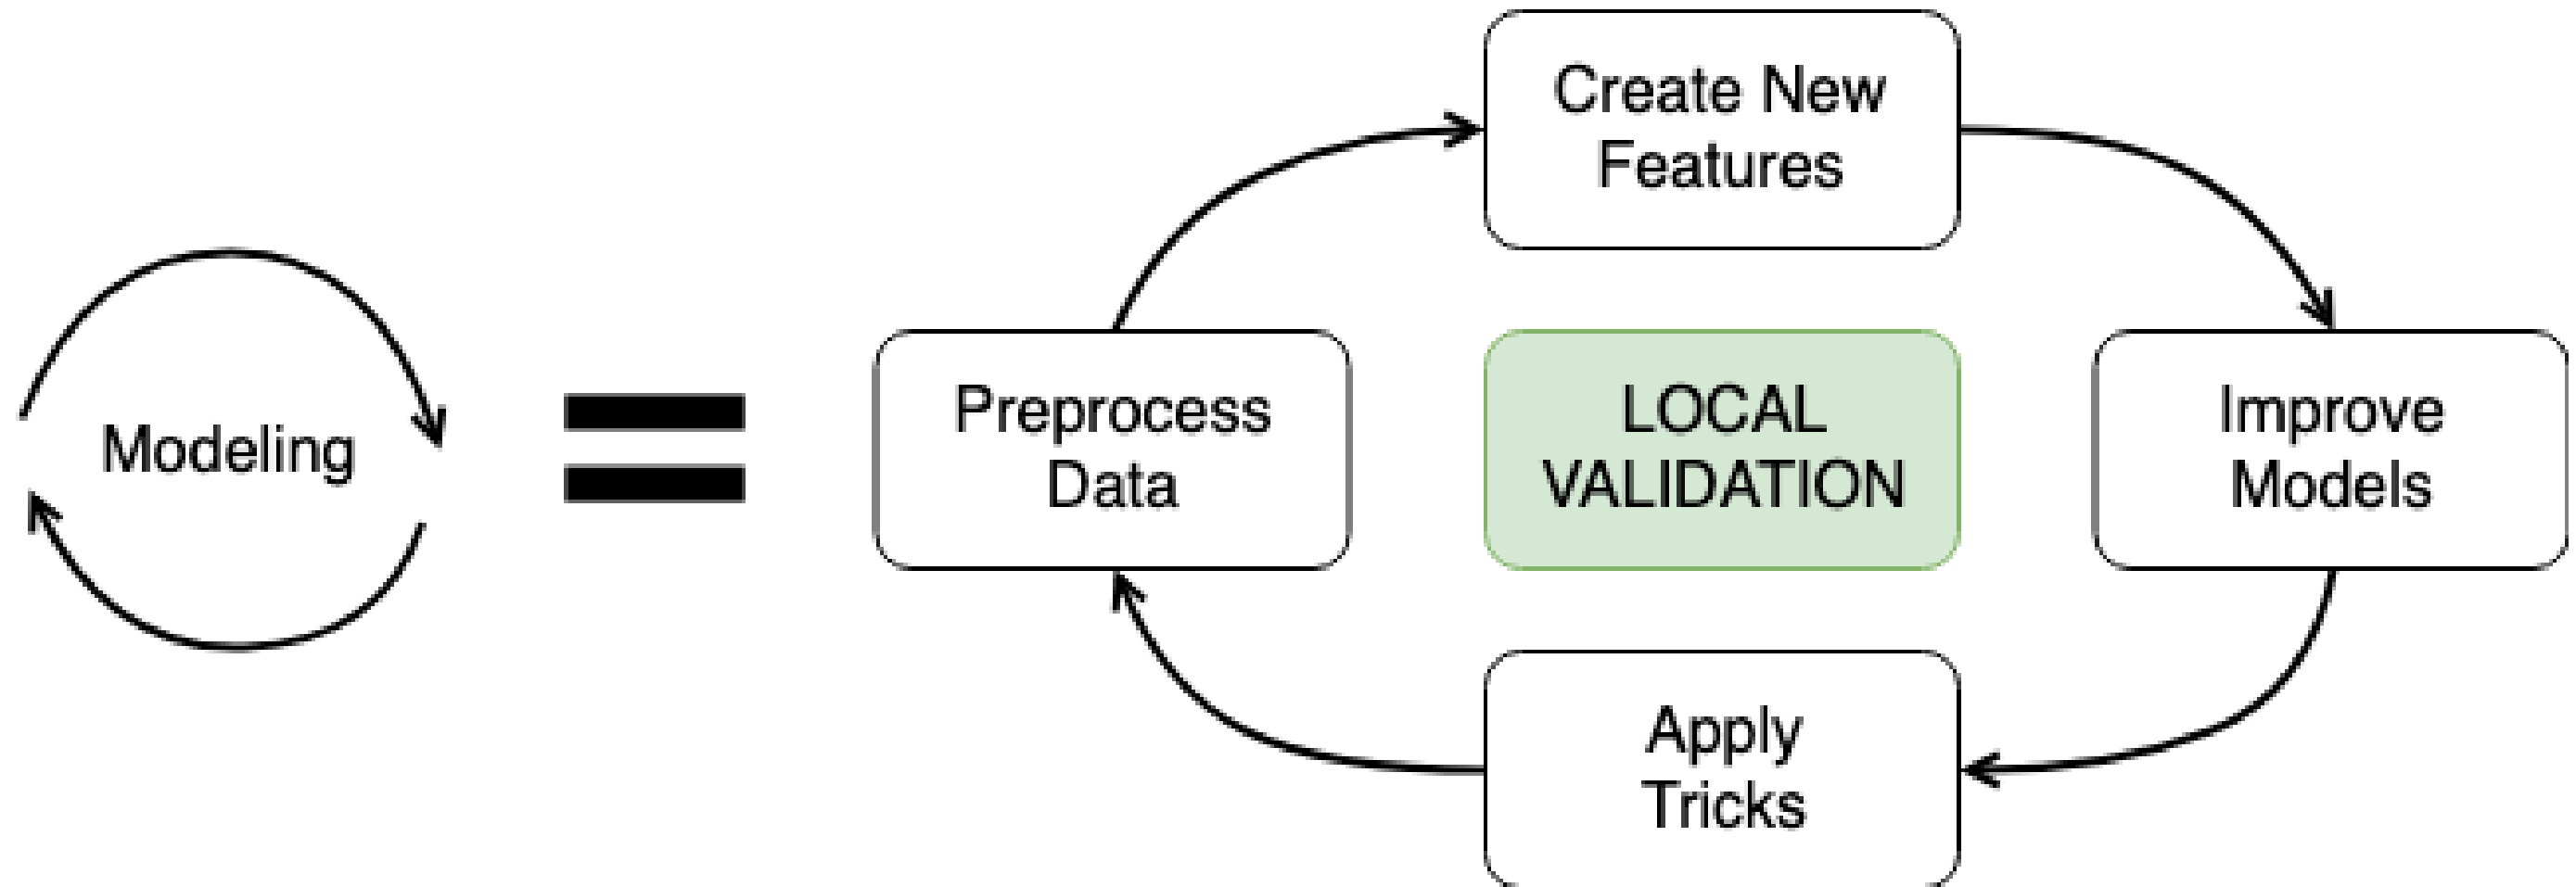 Modeling
Create New
Features
Preprocess
Data
LOCAL
VALIDATION
Improve
Models
Apply
Tricks